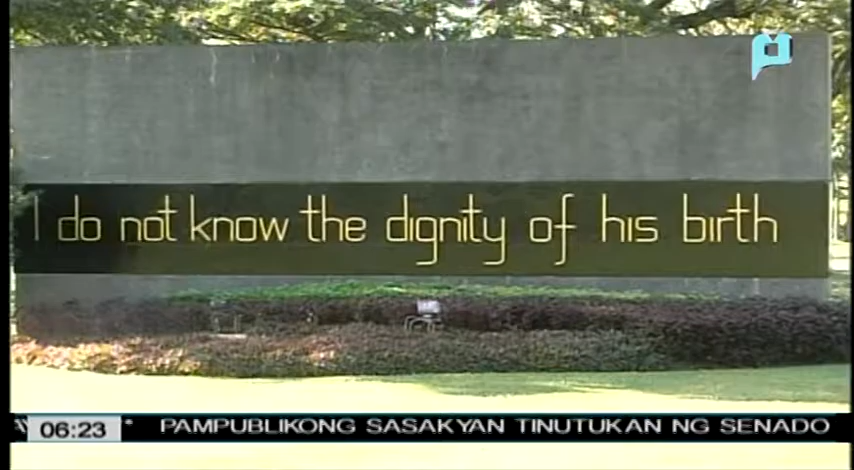 I do not know the dignity of his birth
06:23
PAMPUBLIKONG SASAKYAN TINUTUKAN NG SENADO